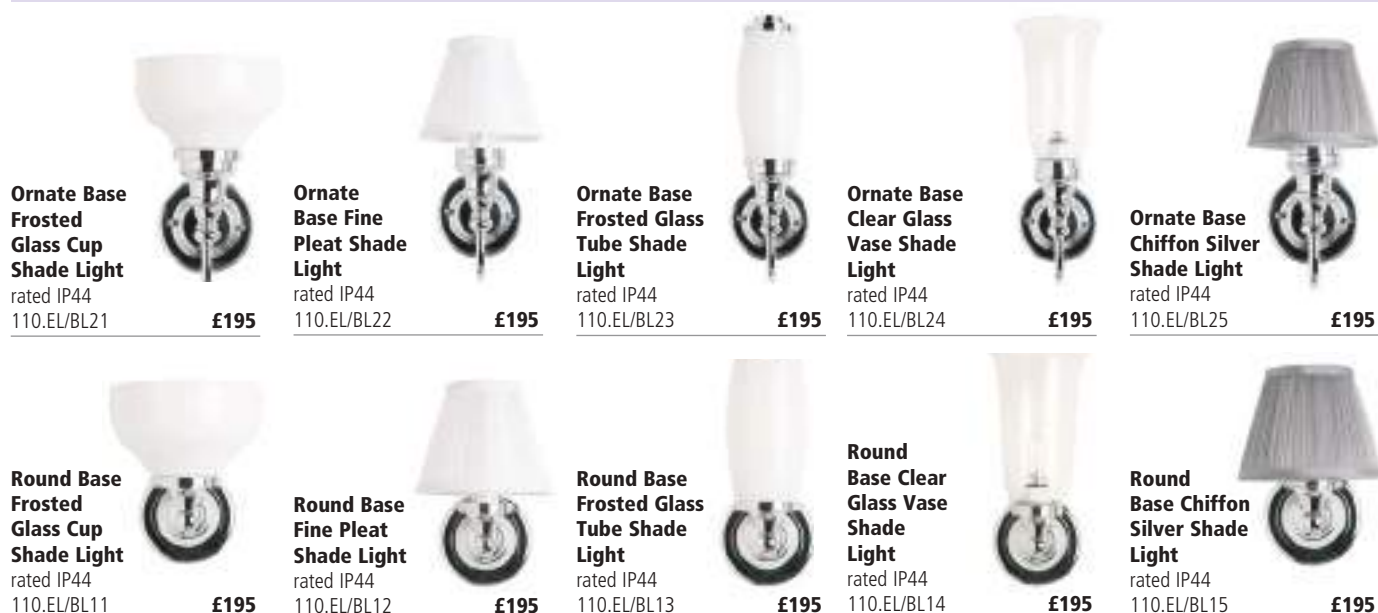 Ornate Base
Frosted
Glass Cup
Shade Light
rated IP44
110.EL/BL21 £195
Ornate
Base Fine
Pleat Shade
Light
rated IP44
110.EL/BL22 £195
Ornate Base
Frosted Glass
Tube Shade
Light
rated IP44
110.EL/BL23 £195
Ornate Base
Clear Glass
Vase Shade
Light
rated IP44
110.EL/BL24 £195
Ornate Base
Chiffon Silver
Shade Light
rated IP44
110.EL/BL25 £195
Round Base
Frosted
Glass Cup
Shade Light
rated IP44
110.EL/BL11 £195
Round Base
Fine Pleat
Shade Light
rated IP44
110.EL/BL12 £195
Round Base
Frosted Glass
Tube Shade
Light
rated IP44
110.EL/BL13 £195
Round
Base Clear
Glass Vase
Shade
Light
rated IP44
110.EL/BL14 £195
Round
Base Chiffon
Silver Shade
Light
rated IP44
110.EL/BL15 £195